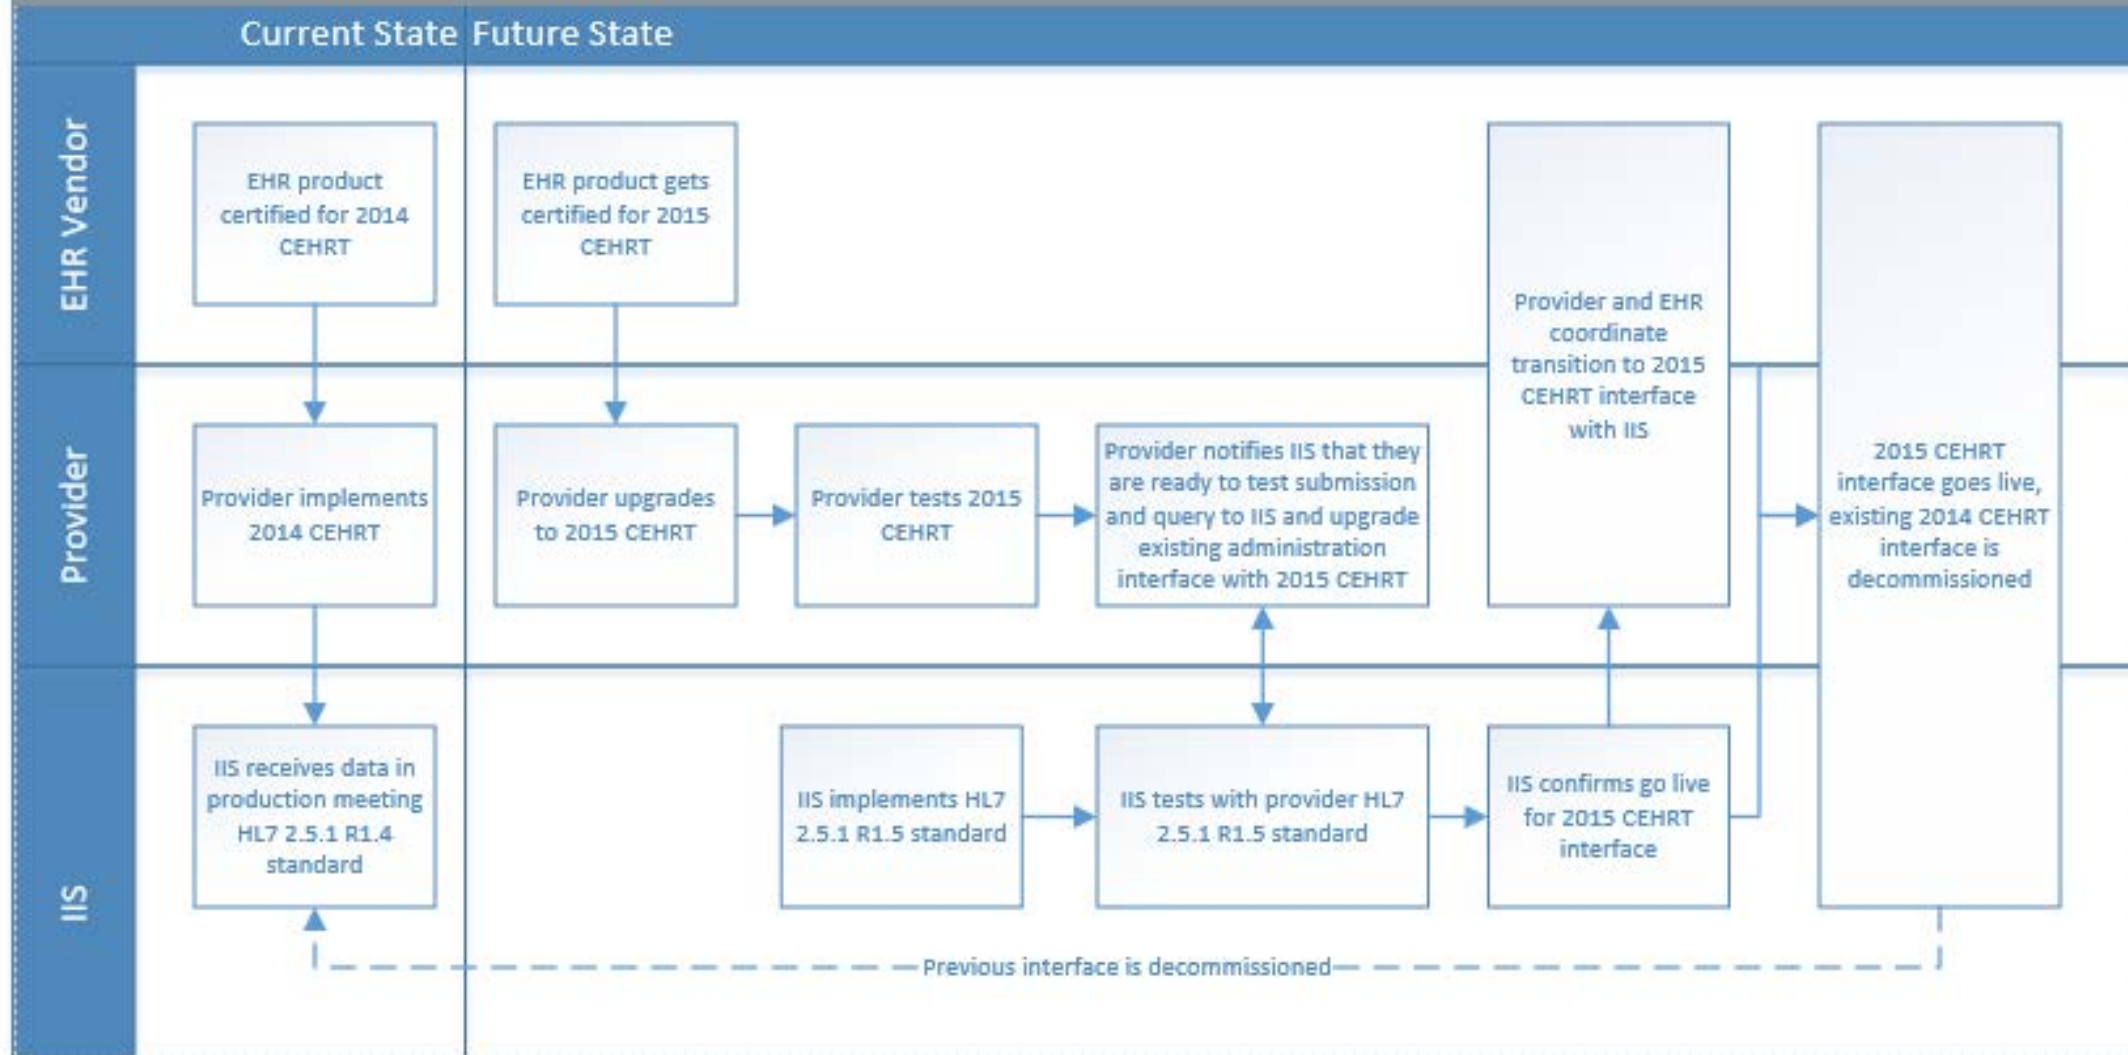 Current State
Future State
EHR Vendor
EHR product
certified for 2014
CEHRT
EHR product gets
certified for 2015
CEHRT
Provider and EHR
coordinate
transition to 2015
CEHRT interface
with IIS
2015 CEHRT
interface goes live,
existing 2014 CEHRT
interface is
decommissioned
Provider
Provider implements
2014 CEHRT
Provider upgrades
to 2015 CEHRT
Provider tests 2015
CEHRT
Provider notifies IIS that they
are ready to test submission
and query to IIS and upgrade
existing administration
interface with 2015 CEHRT
IIS
IIS receives data in
production meeting
HL7 2.5.1 R1.4
standard
IIS implements HL7
2.5.1 R1.5 standard
IIS tests with provider HL7
2.5.1 R1.5 standard
IIS confirms go live
for 2015 CEHRT
interface
Previous interface is decommissioned